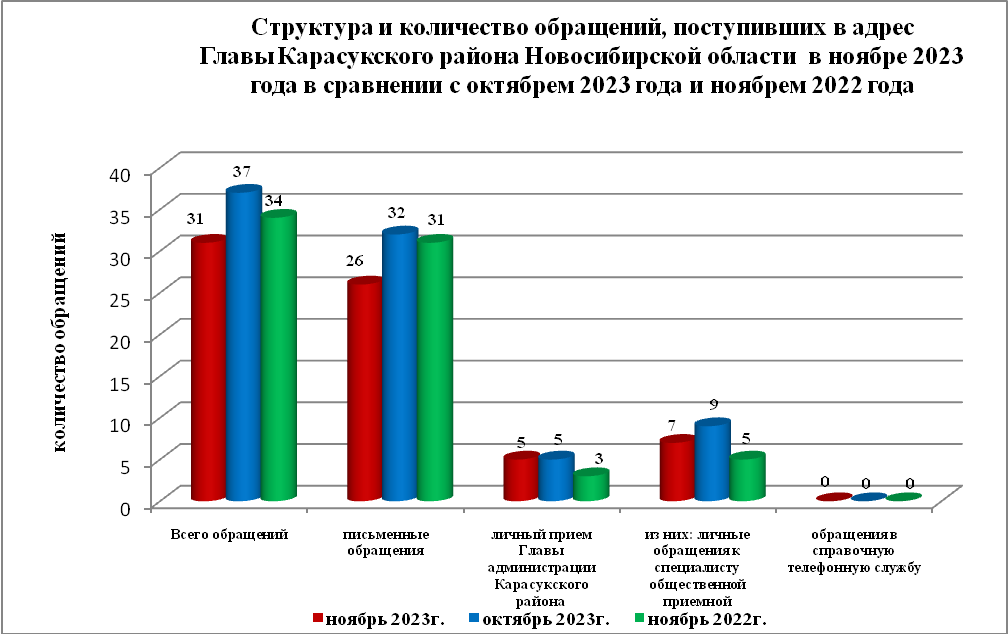 Структура и количество обращений, поступивших в адрес
Главы Карасукского района Новосибирской области в ноябре 2023
года в сравнении с октябрем 2023 года и ноябрем 2022 года
количество обращений
40
35
30
25
20
15
10
5
0
31
37
34
26
32
31
5
5
3
7
9
5
0
0
0
Всего обращений
письменные
обращения
личный прием
Главы
администрации
Карасукского
района
из них: личные
обращения к
специалисту
общественной
приемной
обращения в
справочную
телефонную службу
ноябрь 2023г.
октябрь 2023г.
ноябрь 2022г.